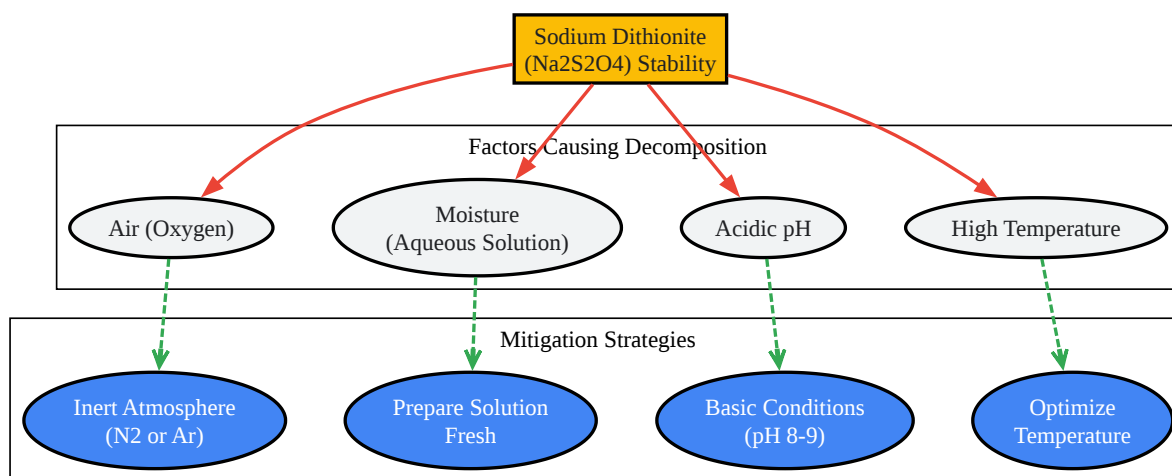 Sodium Dithionite
(Na2S2O4) Stability
Factors Causing Decomposition
Air (Oxygen)
Moisture
(Aqueous Solution)
Acidic pH
High Temperature
Mitigation Strategies
Inert Atmosphere
(N2 or Ar)
Prepare Solution
Fresh
Basic Conditions
(pH 8-9)
Optimize
Temperature